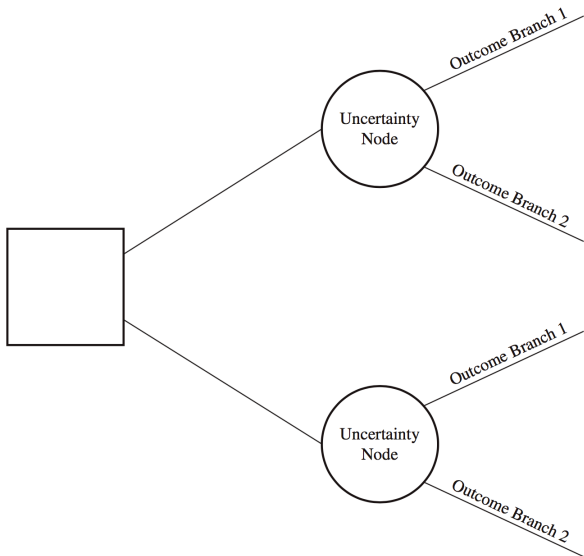 Outcome Branch 1
Uncertainty
Node
Outcome Branch 2
Outcome Branch 1
Uncertainty
Node
Outcome Branch 2